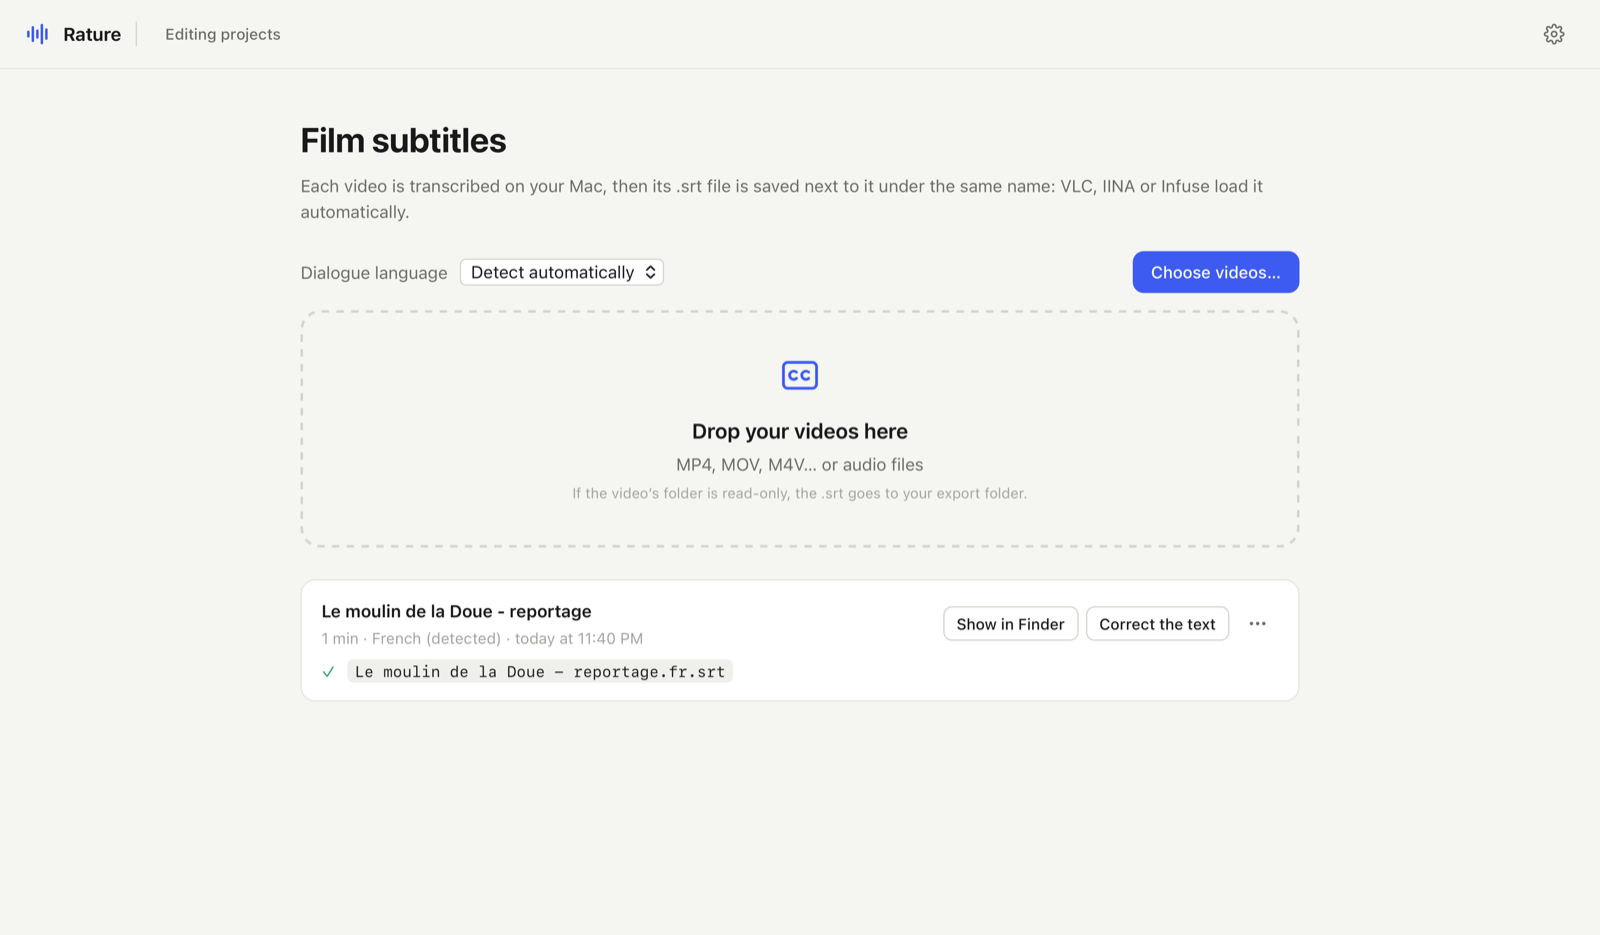 Rature
Editing projects
Film subtitles
Each video is transcribed on your Mac, then its .srt file is saved next to it under the same name: VLC, IINA or Infuse load it
automatically.
Dialogue language
Detect automatically
Choose videos...
CC
Drop your videos here
MP4, MOV, M4V... or audio files
If the video’s folder is read-only, the .srt goes to your export folder.
Le moulin de la Doue - reportage
1 min · French (detected) · today at 11:40 PM
Le moulin de la Doue – reportage.fr.srt
Show in Finder
Correct the text